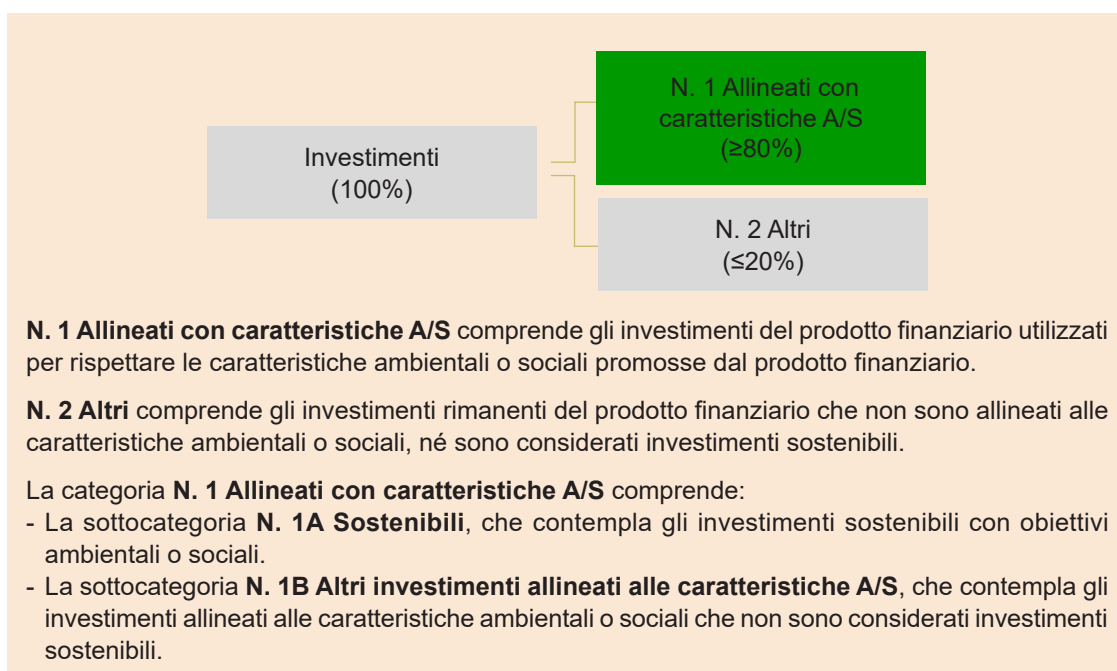 N. 1 Allineati con
caratteristiche A/S
(≥80%)
Investimenti
(100%)
N. 2 Altri
(≤20%)
N. 1 Allineati con caratteristiche A/S comprende gli investimenti del prodotto finanziario utilizzati
per rispettare le caratteristiche ambientali o sociali promosse dal prodotto finanziario.
N. 2 Altri comprende gli investimenti rimanenti del prodotto finanziario che non sono allineati alle
caratteristiche ambientali o sociali, né sono considerati investimenti sostenibili.
La categoria N. 1 Allineati con caratteristiche A/S comprende:
- La sottocategoria N. 1A Sostenibili, che contempla gli investimenti sostenibili con obiettivi
ambientali o sociali.
- La sottocategoria N. 1B Altri investimenti allineati alle caratteristiche A/S, che contempla gli
investimenti allineati alle caratteristiche ambientali o sociali che non sono considerati investimenti
sostenibili.